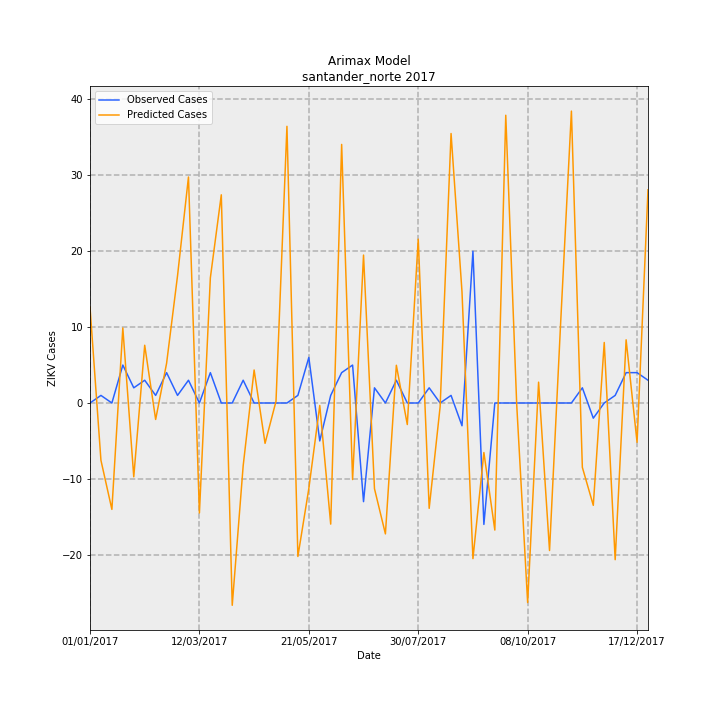 Arimax Model
santander_norte 2017
Observed Cases
Predicted Cases
ZIKV Cases
40
30
20
10
0
−10
−20
01/01/2017
12/03/2017
21/05/2017
30/07/2017
08/10/2017
17/12/2017
Date